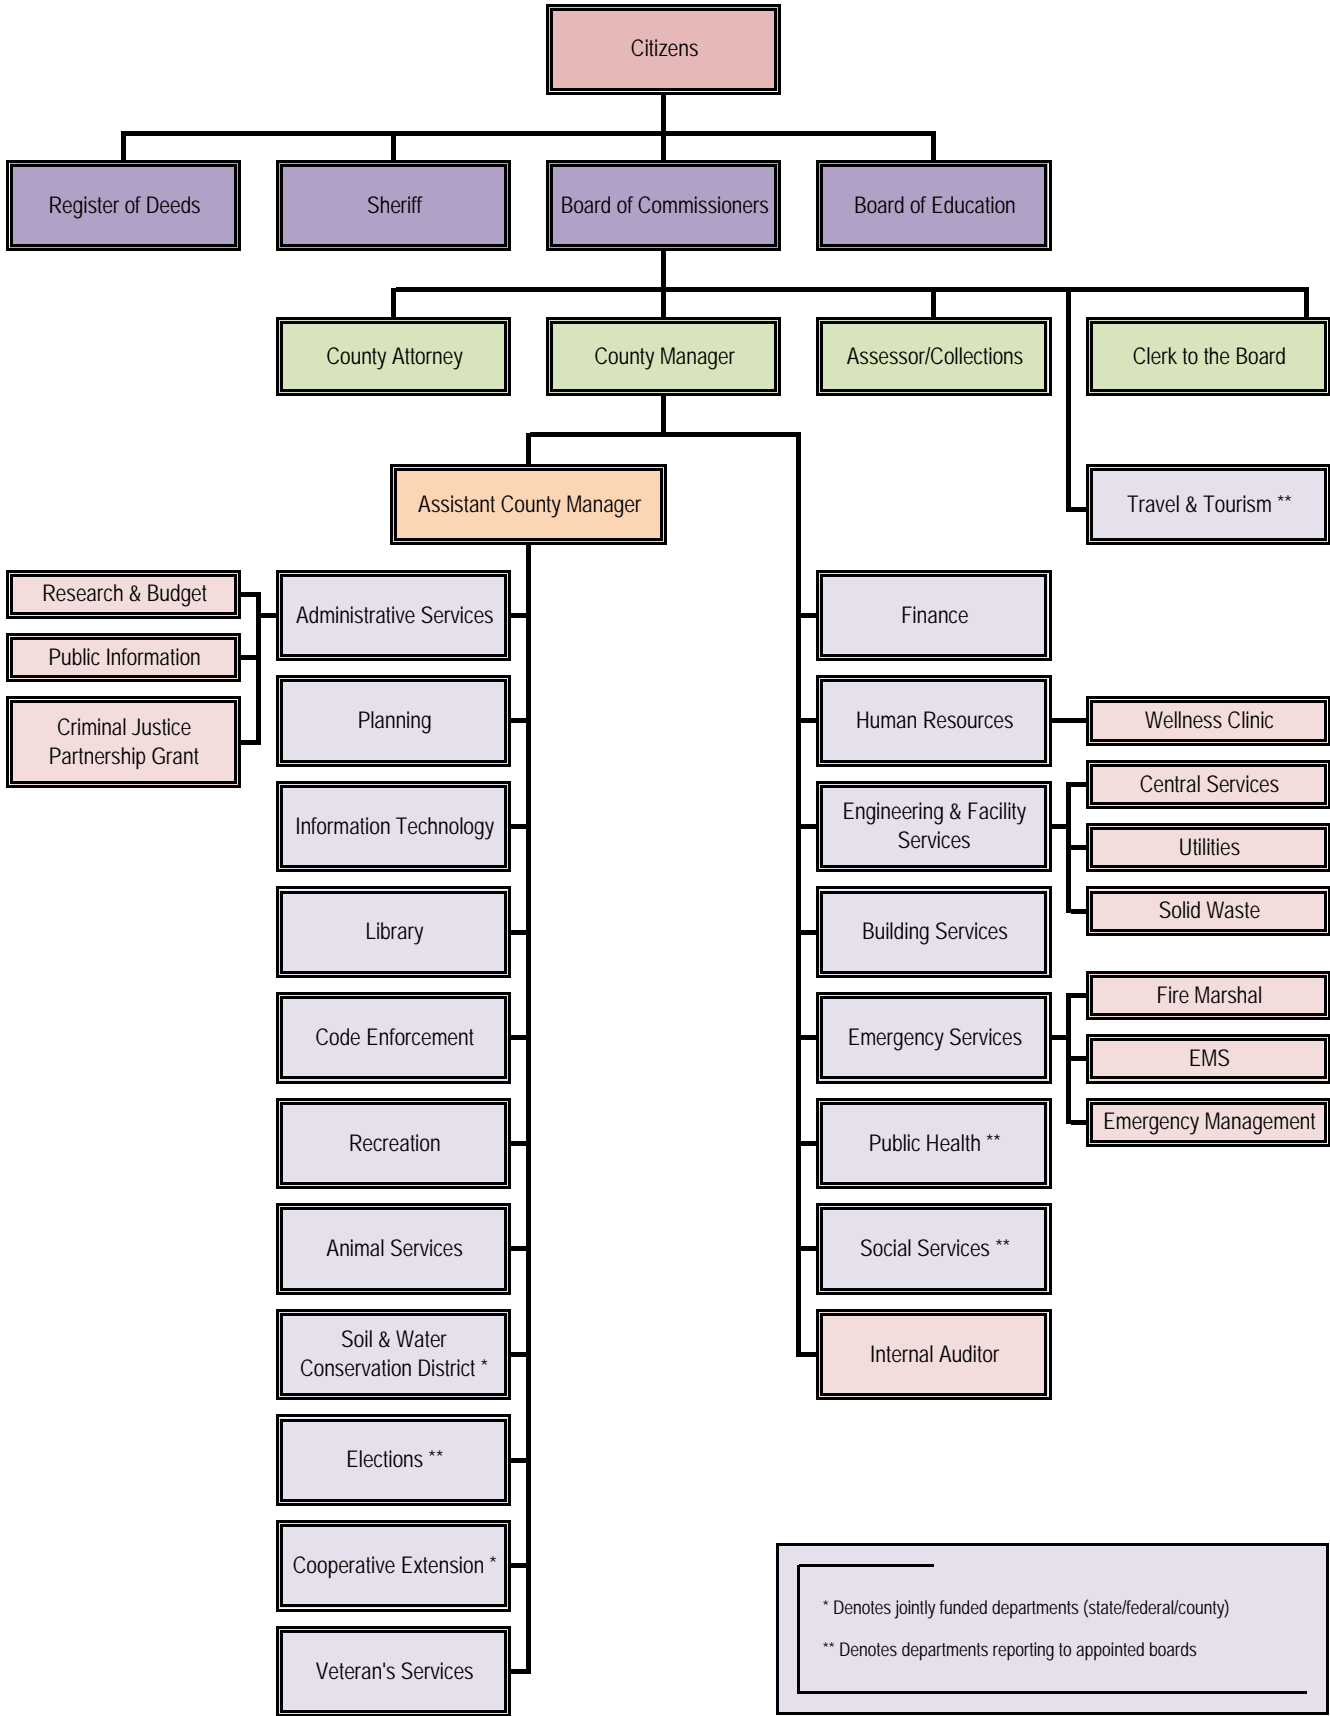 Citizens
Register of Deeds
Sheriff
Board of Commissioners
Board of Education
County Attorney
County Manager
Assessor/Collections
Clerk to the Board
Assistant County Manager
Travel & Tourism **
Research & Budget
Public Information
Criminal Justice
Partnership Grant
Administrative Services
Planning
Information Technology
Library
Code Enforcement
Recreation
Animal Services
Soil & Water
Conservation District *
Elections **
Cooperative Extension *
Veteran's Services
Finance
Human Resources
Engineering & Facility
Services
Building Services
Emergency Services
Public Health **
Social Services **
Internal Auditor
Wellness Clinic
Central Services
Utilities
Solid Waste
Fire Marshal
EMS
Emergency Management
* Denotes jointly funded departments (state/federal/county)
** Denotes departments reporting to appointed boards